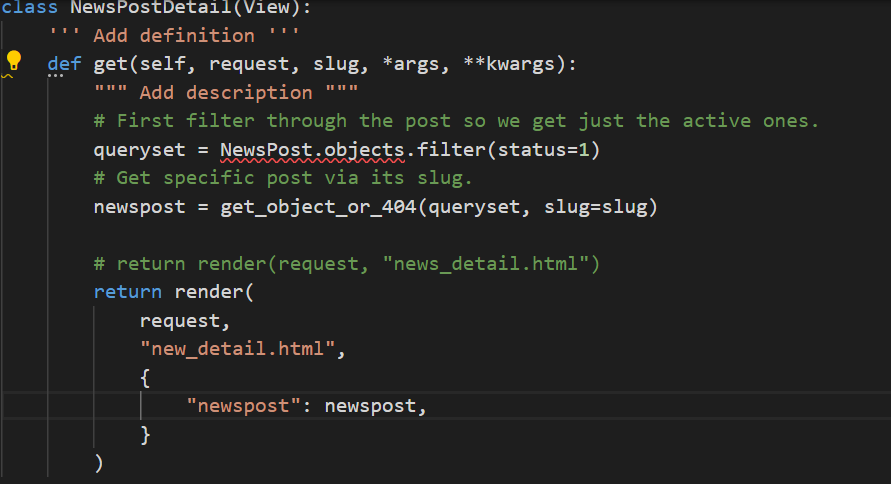 class NewsPostDetail(View):
    ''' Add definition '''
    def get(self, request, slug, *args, **kwargs):
        """ Add description """
        # First filter through the post so we get just the active ones.
        queryset = NewsPost.objects.filter(status=1)
        # Get specific post via its slug.
        newspost = get_object_or_404(queryset, slug=slug)

        # return render(request, "news_detail.html")
        return render(
            request,
            "new_detail.html",
            {
                "newspost": newspost,
            }
        )